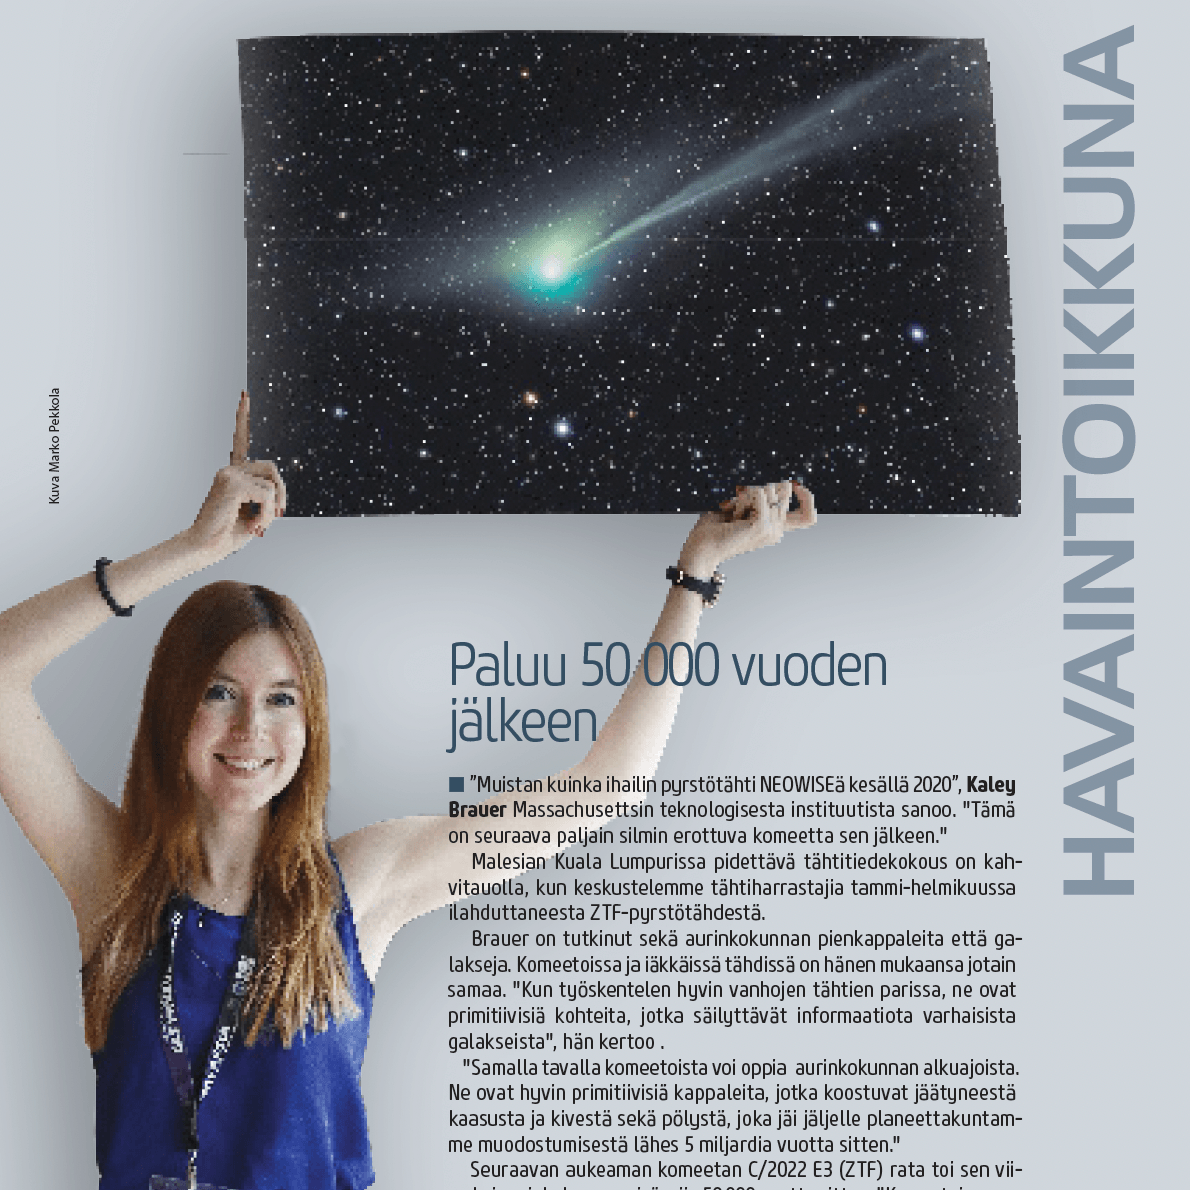 HAVAINTOIKKUNA
Kuva Marko Pekkola
Paluu 50 000 vuoden
jälkeen
"Muistan kuinka ihailin pyrstötähti NEOWISEä kesällä 2020", Kaley
Brauer Massachusettsin teknologisesta instituutista sanoo. "Tämä
on seuraava paljain silmin erottuva komeetta sen jälkeen."
Malesian Kuala Lumpurissa pidettävä tähtitiedekokous on kah-
vitauolla, kun keskustelemme tähtiharrastajia tammi-helmikuussa
ilahduttaneesta ZTF-pyrstötähdestä.
Brauer on tutkinut sekä aurinkokunnan pienkappaleita että ga-
lakseja. Komeetoissa ja iäkkäissä tähdissä on hänen mukaansa jotain
samaa. "Kun työskentelen hyvin vanhojen tähtien parissa, ne ovat
primitiivisiä kohteita, jotka säilyttävät informaatiota varhaisista
galakseista", hän kertoo .
"Samalla tavalla komeetoista voi oppia aurinkokunnan alkuajoista.
Ne ovat hyvin primitiivisiä kappaleita, jotka koostuvat jäätyneestä
kaasusta ja kivestä sekä pölystä, joka jäi jäljelle planeettakuntam-
me muodostumisestä lähes 5 miljardia vuotta sitten."
Seuraavan aukeaman komeetan C/2022 E3 (ZTF) rata toi sen vii-